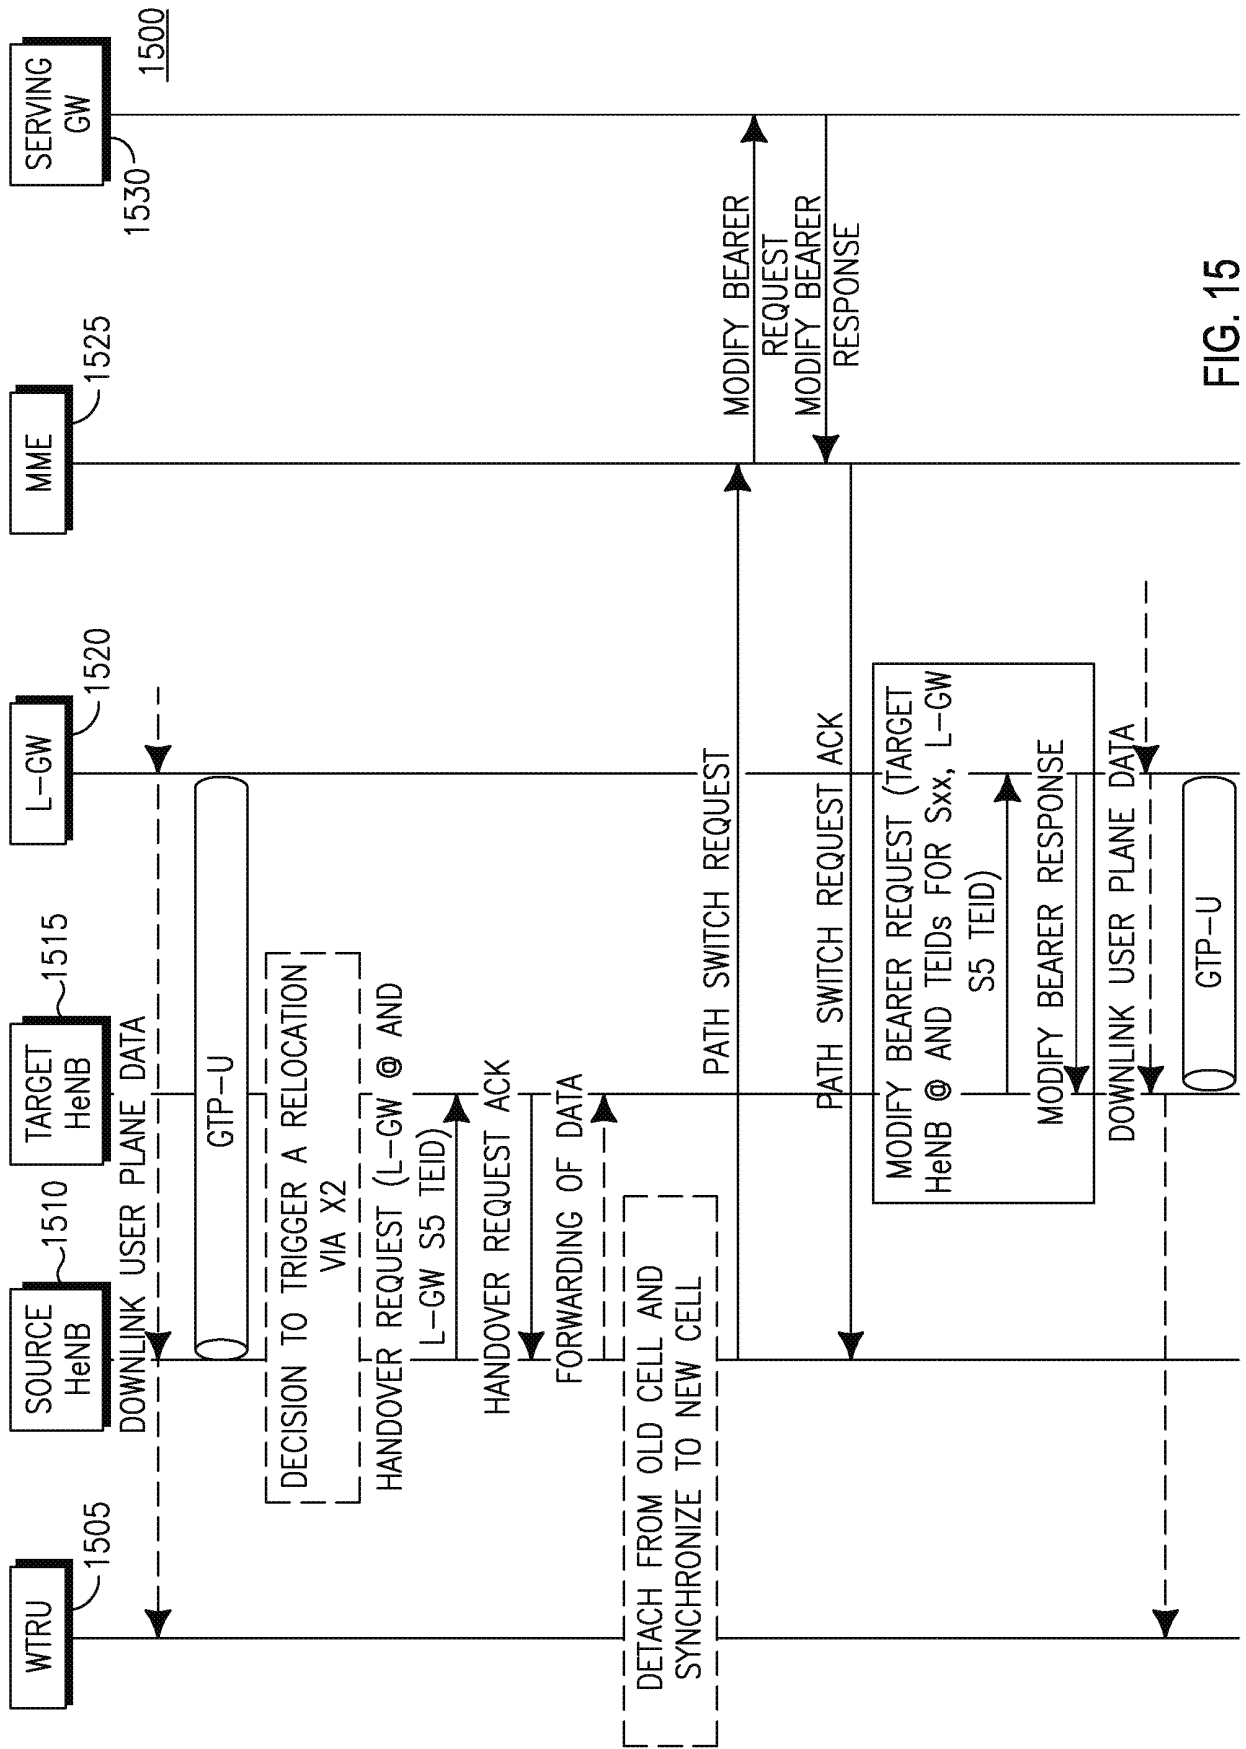 WTRU
1505
SOURCE
HeNB
1510
TARGET
HeNB
1515
L-GW
1520
MME
1525
SERVING
GW
1530
1500
DOWNLINK USER PLANE DATA
GTP-U
DECISION TO TRIGGER A RELOCATION
VIA X2
HANDOVER REQUEST (L-GW @ AND
L-GW S5 TEID)
HANDOVER REQUEST ACK
FORWARDING OF DATA
DETACH FROM OLD CELL AND
SYNCHRONIZE TO NEW CELL
PATH SWITCH REQUEST
MODIFY BEARER
REQUEST
MODIFY BEARER
RESPONSE
PATH SWITCH REQUEST ACK
MODIFY BEARER REQUEST (TARGET
HeNB @ AND TEIDs FOR Sxx, L-GW
S5 TEID)
MODIFY BEARER RESPONSE
DOWNLINK USER PLANE DATA
GTP-U
FIG. 15